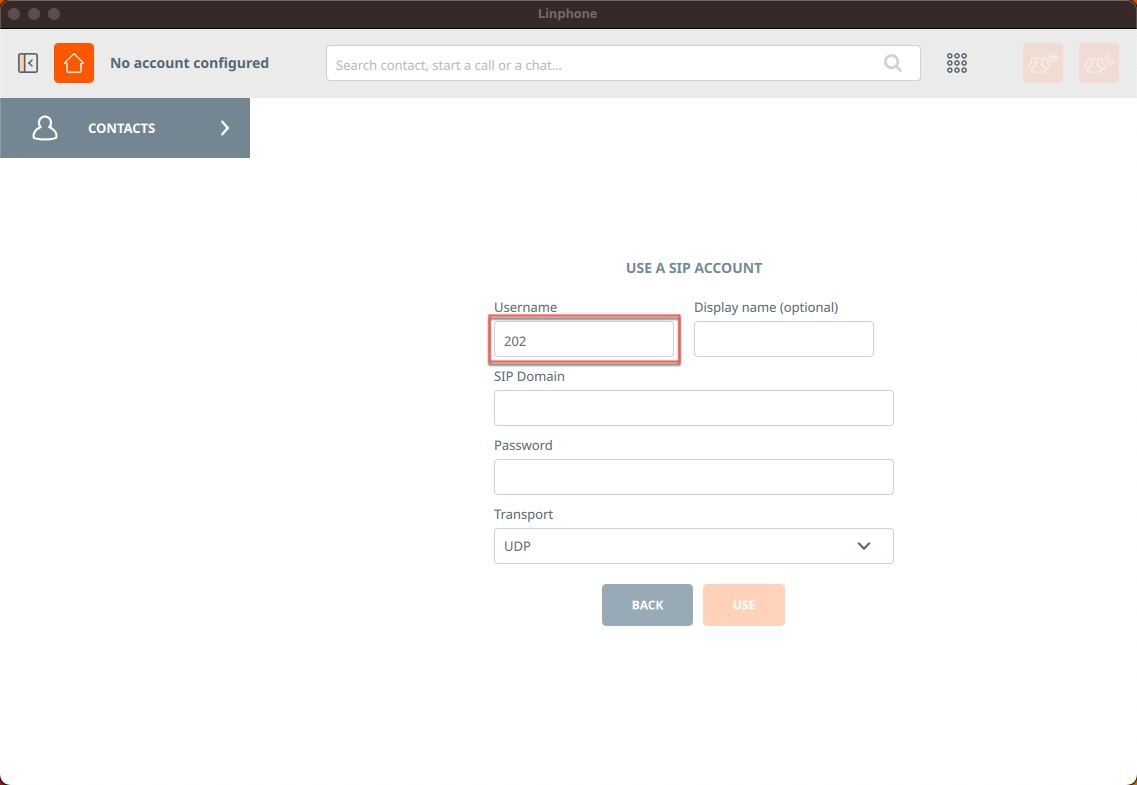 Linphone
No account configured
Search contact, start a call or a chat...
CONTACTS
USE A SIP ACCOUNT
Username
Display name (optional)
202
SIP Domain
Password
Transport
UDP
BACK
USE